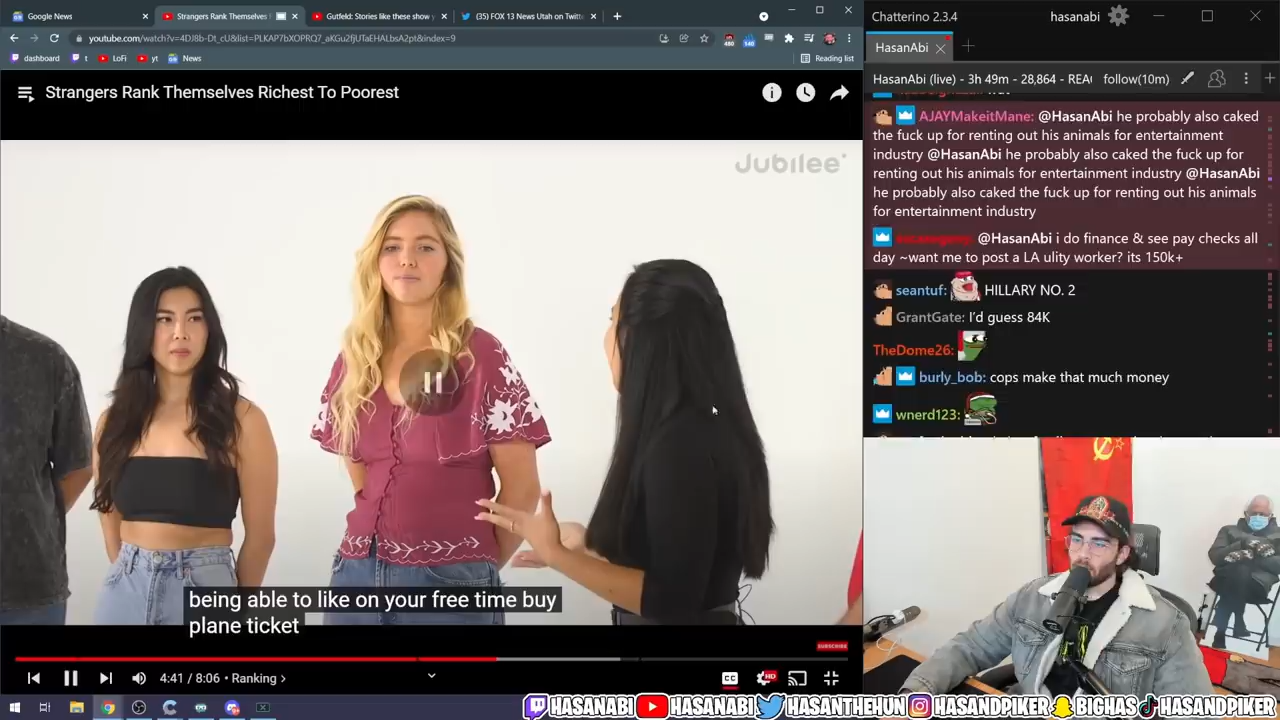 Google News
Strangers Rank Themselves
Gutfeld: Stories like these show
(35) FOX 13 News Utah on Twitt
youtube.com/watch?v=4DJ8b-Dt_cU&list=PLKAP7bXOPRQ7_aKGu2fjUTaEHALbsA2pt&index=9
dashboard
t
LoFi
yt
News
Reading list
Strangers Rank Themselves Richest To Poorest
Jubilee
being able to like on your free time buy
plane ticket
SUBSCRIBE
4:41 / 8:06 • Ranking >
CC
HD
Chatterino 2.3.4
hasanabi
HasanAbi
HasanAbi (live) - 3h 49m - 28,864 - REA
follow(10m)
AJAYMakeitMane: @HasanAbi he probably also caked
the fuck up for renting out his animals for entertainment
industry @HasanAbi he probably also caked the fuck up for
renting out his animals for entertainment industry @HasanAbi
he probably also caked the fuck up for renting out his animals
for entertainment industry
@HasanAbi i do finance & see pay checks all
day ~want me to post a LA ulity worker? its 150k+
seantuf: HILLARY NO. 2
GrantGate: I'd guess 84K
TheDome26:
burly_bob: cops make that much money
wnerd123:
HASANABI HASANABI HASANTHEHUN HASANDPIKER BIGHAS HASANDPIKER